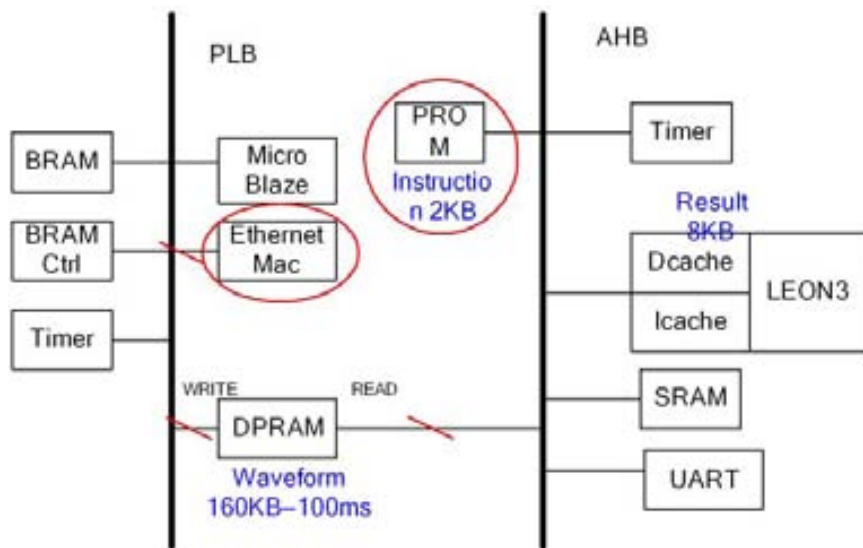 PLB
AHB
BRAM
Micro
Blaze
PRO
M
Instructio
n 2KB
Timer
BRAM
Ctrl
Ethernet
Mac
Result
8KB
Dcache
Icache
LEON3
Timer
WRITE
READ
DPRAM
Waveform
160KB–100ms
SRAM
UART